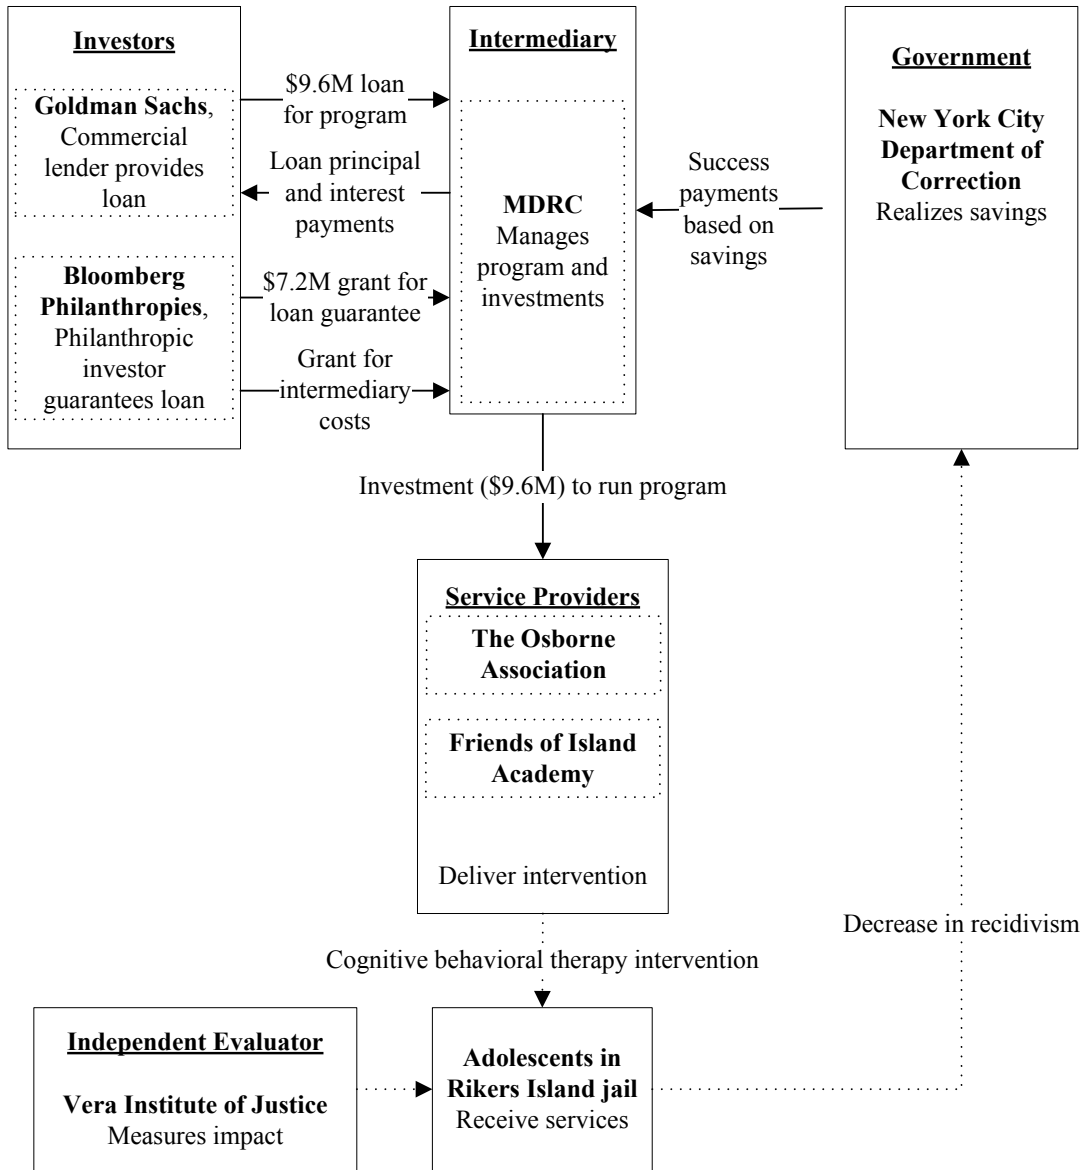 Investors
Goldman Sachs,
Commercial
lender provides
loan
Bloomberg
Philanthropies,
Philanthropic
investor
guarantees loan
$9.6M loan
for program
Loan principal
and interest
payments
$7.2M grant for
loan guarantee
Grant for
intermediary
costs
Intermediary
MDRC
Manages
program and
investments
Success
payments
based on
savings
Government
New York City
Department of
Correction
Realizes savings
Investment ($9.6M) to run program
Service Providers
The Osborne
Association
Friends of Island
Academy
Deliver intervention
Decrease in recidivism
Cognitive behavioral therapy intervention
Independent Evaluator
Vera Institute of Justice
Measures impact
Adolescents in
Rikers Island jail
Receive services